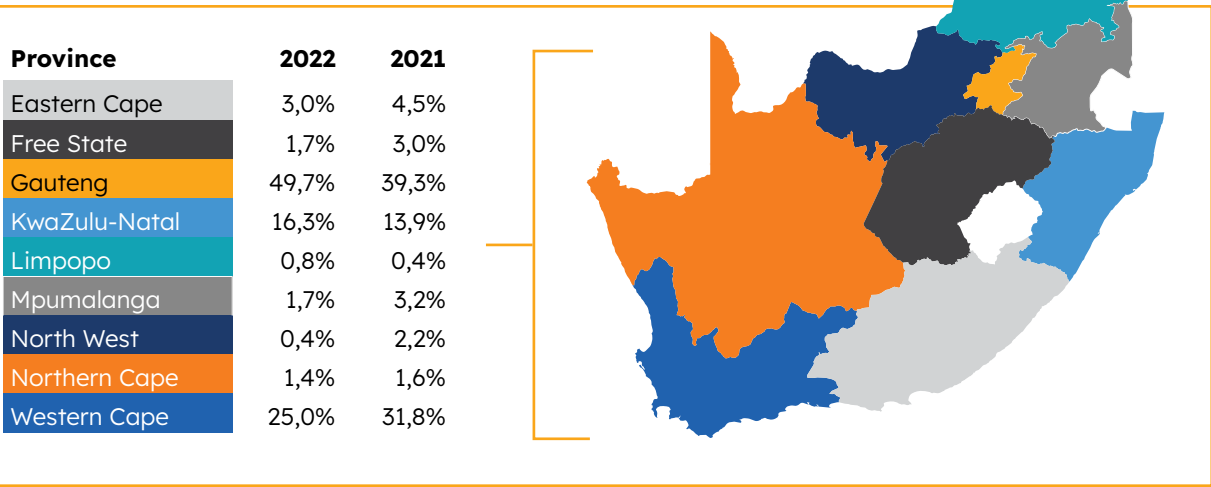 Province 2022 2021
Eastern Cape 3,0% 4,5%
Free State 1,7% 3,0%
Gauteng 49,7% 39,3%
KwaZulu-Natal 16,3% 13,9%
Limpopo 0,8% 0,4%
Mpumalanga 1,7% 3,2%
North West 0,4% 2,2%
Northern Cape 1,4% 1,6%
Western Cape 25,0% 31,8%